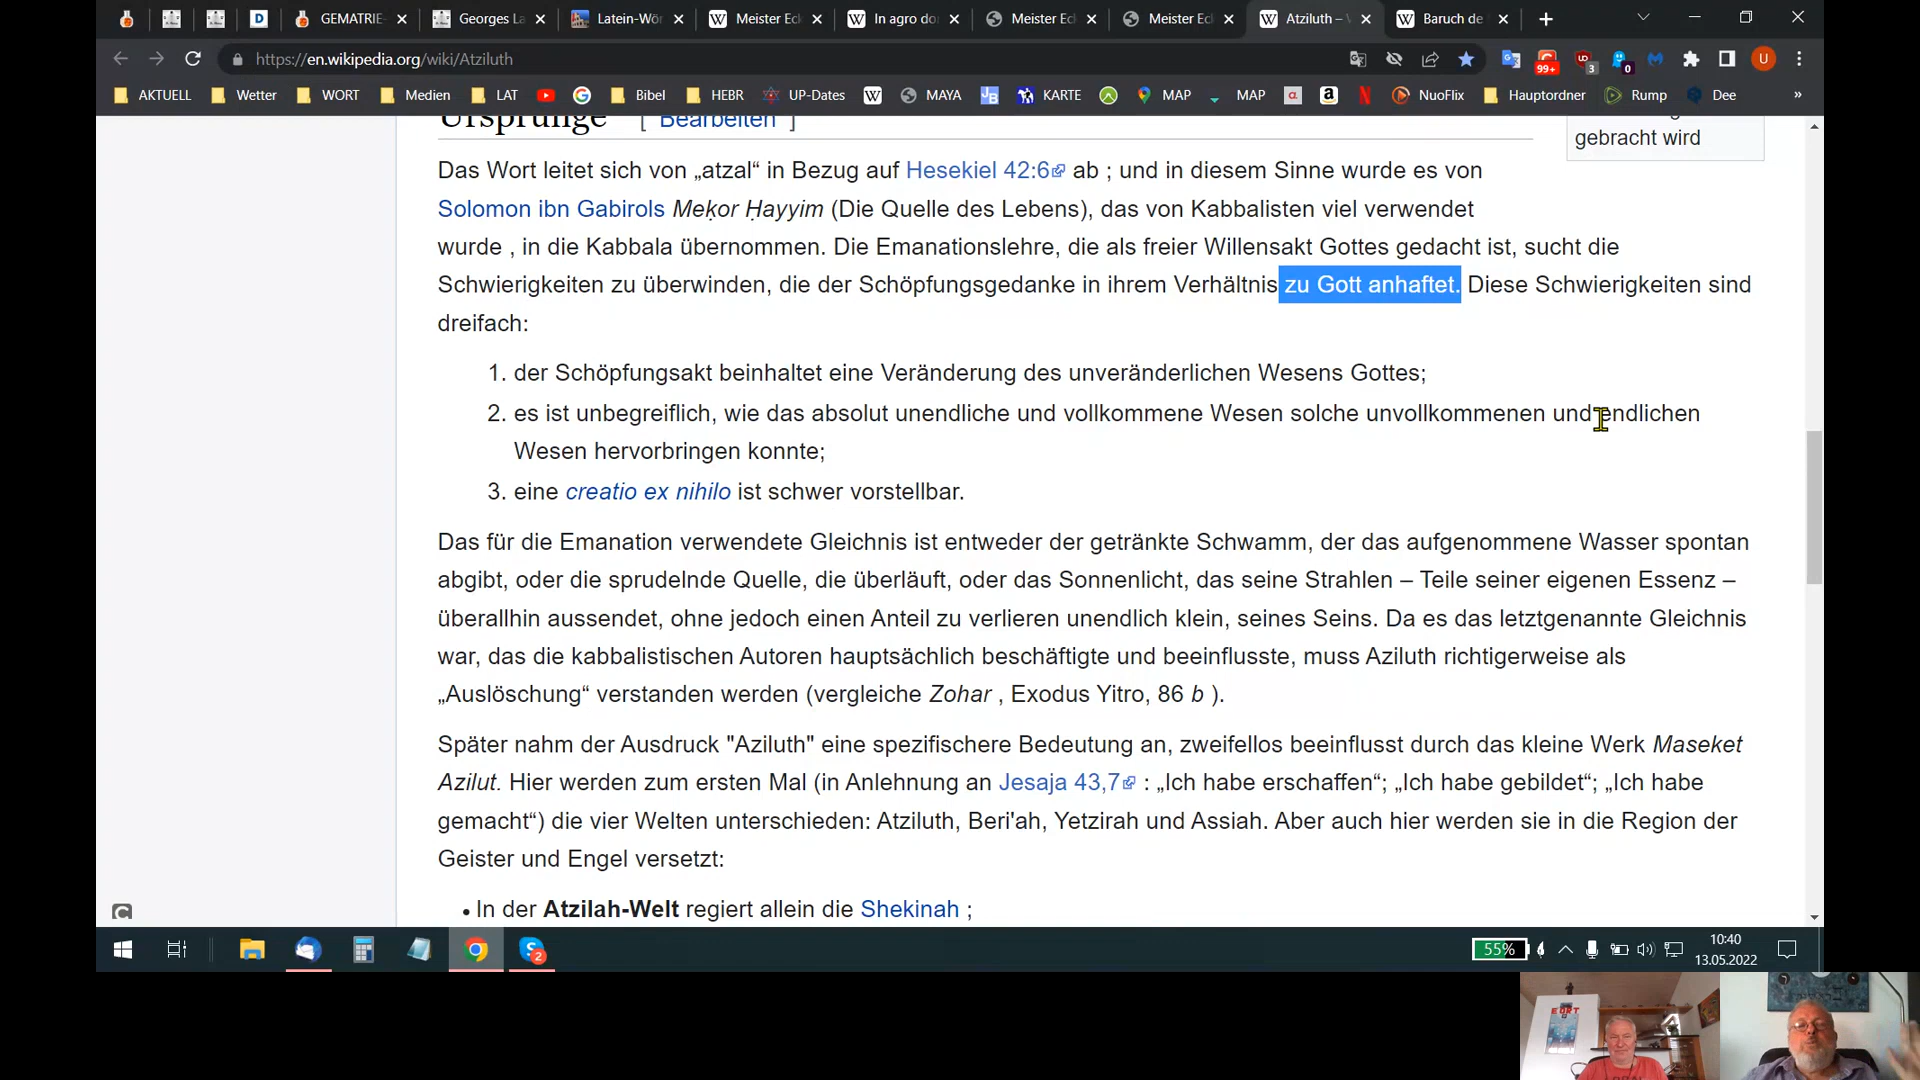 GEMATRIE-
Georges La
Latein-Wör
Meister Eck
In agro dor
Meister Eck
Meister Eck
Atziluth –
Baruch de
https://en.wikipedia.org/wiki/Atziluth
99+
3
0
U
AKTUELL
Wetter
WORT
Medien
LAT
Bibel
HEBR
UP-Dates
MAYA
KARTE
MAP
MAP
NuoFlix
Hauptordner
Rump
Dee
»
Ursprünge [ Bearbeiten ]
gebracht wird
Das Wort leitet sich von „atzal“ in Bezug auf Hesekiel 42:6 ab ; und in diesem Sinne wurde es von
Solomon ibn Gabirols Meḳor Ḥayyim (Die Quelle des Lebens), das von Kabbalisten viel verwendet
wurde , in die Kabbala übernommen. Die Emanationslehre, die als freier Willensakt Gottes gedacht ist, sucht die
Schwierigkeiten zu überwinden, die der Schöpfungsgedanke in ihrem Verhältnis zu Gott anhaftet. Diese Schwierigkeiten sind
dreifach:
1. der Schöpfungsakt beinhaltet eine Veränderung des unveränderlichen Wesens Gottes;
2. es ist unbegreiflich, wie das absolut unendliche und vollkommene Wesen solche unvollkommenen und endlichen
Wesen hervorbringen konnte;
3. eine creatio ex nihilo ist schwer vorstellbar.
Das für die Emanation verwendete Gleichnis ist entweder der getränkte Schwamm, der das aufgenommene Wasser spontan
abgibt, oder die sprudelnde Quelle, die überläuft, oder das Sonnenlicht, das seine Strahlen – Teile seiner eigenen Essenz –
überallhin aussendet, ohne jedoch einen Anteil zu verlieren unendlich klein, seines Seins. Da es das letztgenannte Gleichnis
war, das die kabbalistischen Autoren hauptsächlich beschäftigte und beeinflusste, muss Aziluth richtigerweise als
„Auslöschung“ verstanden werden (vergleiche Zohar , Exodus Yitro, 86 b ).
Später nahm der Ausdruck "Aziluth" eine spezifischere Bedeutung an, zweifellos beeinflusst durch das kleine Werk Maseket
Azilut. Hier werden zum ersten Mal (in Anlehnung an Jesaja 43,7 : „Ich habe erschaffen“; „Ich habe gebildet“; „Ich habe
gemacht“) die vier Welten unterschieden: Atziluth, Beri'ah, Yetzirah und Assiah. Aber auch hier werden sie in die Region der
Geister und Engel versetzt:
• In der Atzilah-Welt regiert allein die Shekinah ;
2
55%
10:40
13.05.2022